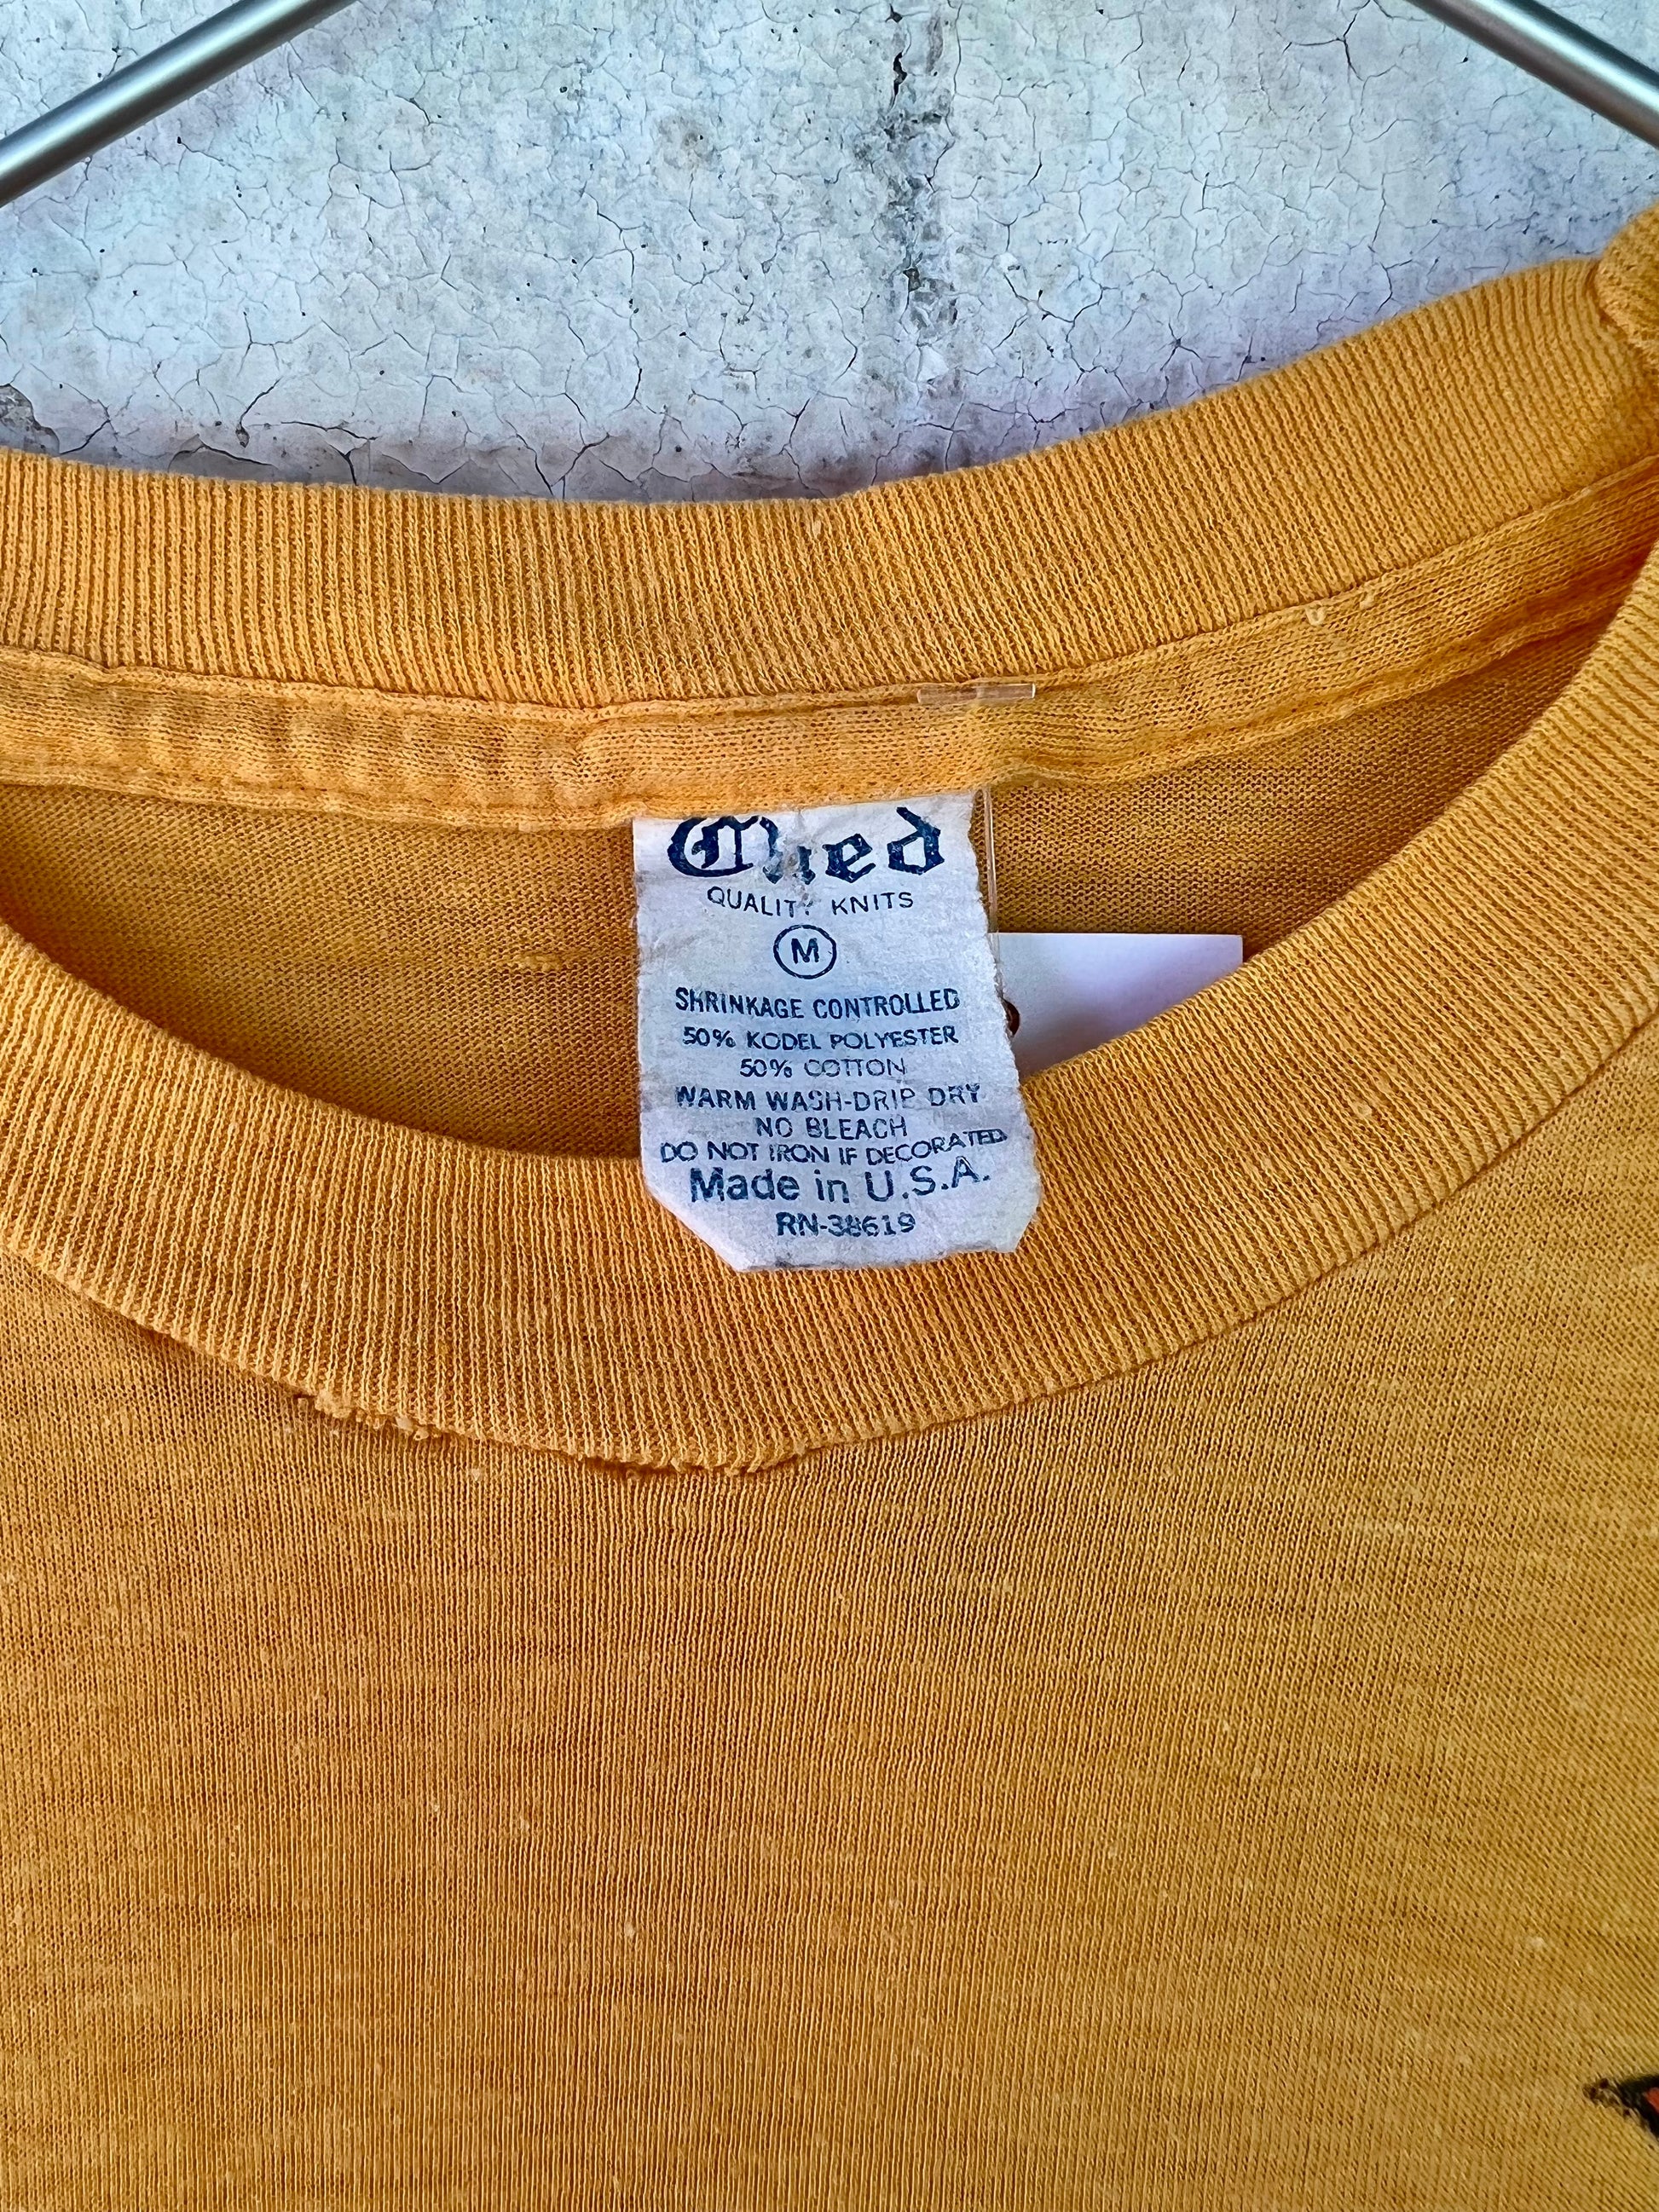 QUALITY KNITS
M
SHRINKAGE CONTROLLED
50% KODEL POLYESTER
50% COTTON
WARM WASH-DRIP DRY
NO BLEACH
DO NOT IRON IF DECORATED
Made in U.S.A.
RN-38619